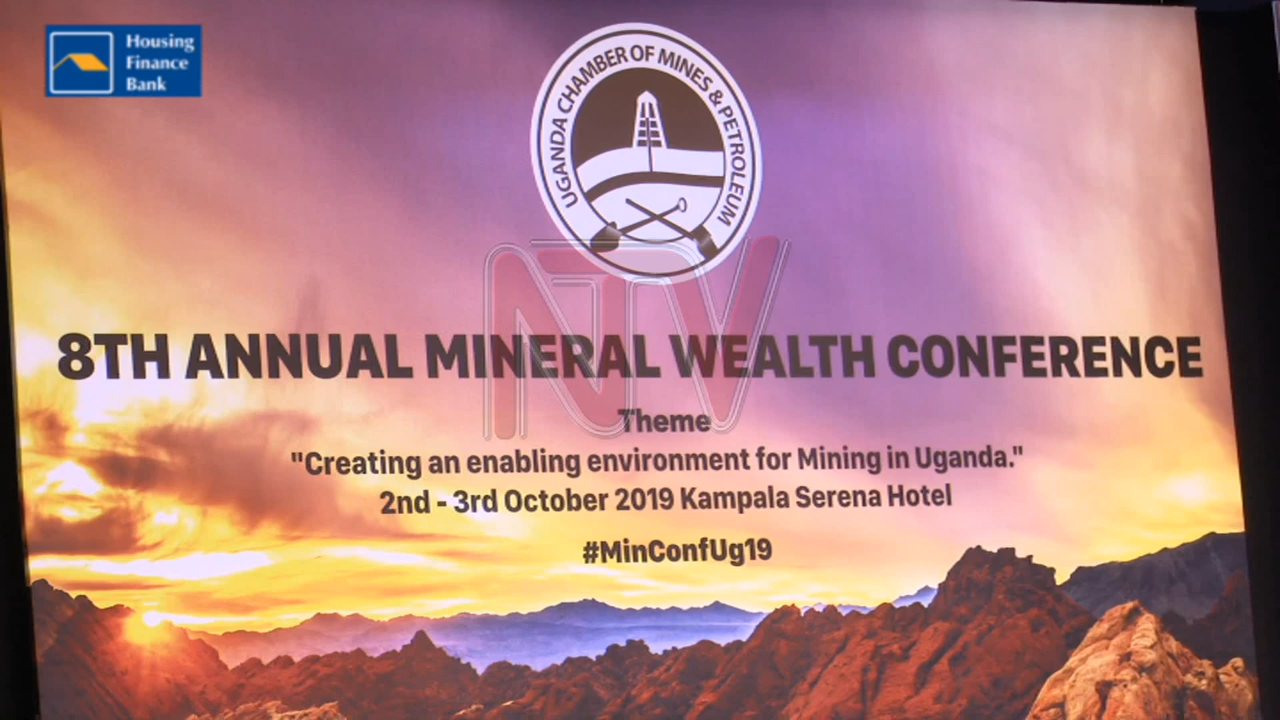 Housing
Finance
Bank
UGANDA CHAMBER OF MINES & PETROLEUM
NTV
8TH ANNUAL MINERAL WEALTH CONFERENCE
Theme
"Creating an enabling environment for Mining in Uganda."
2nd - 3rd October 2019 Kampala Serena Hotel
#MinConfUg19